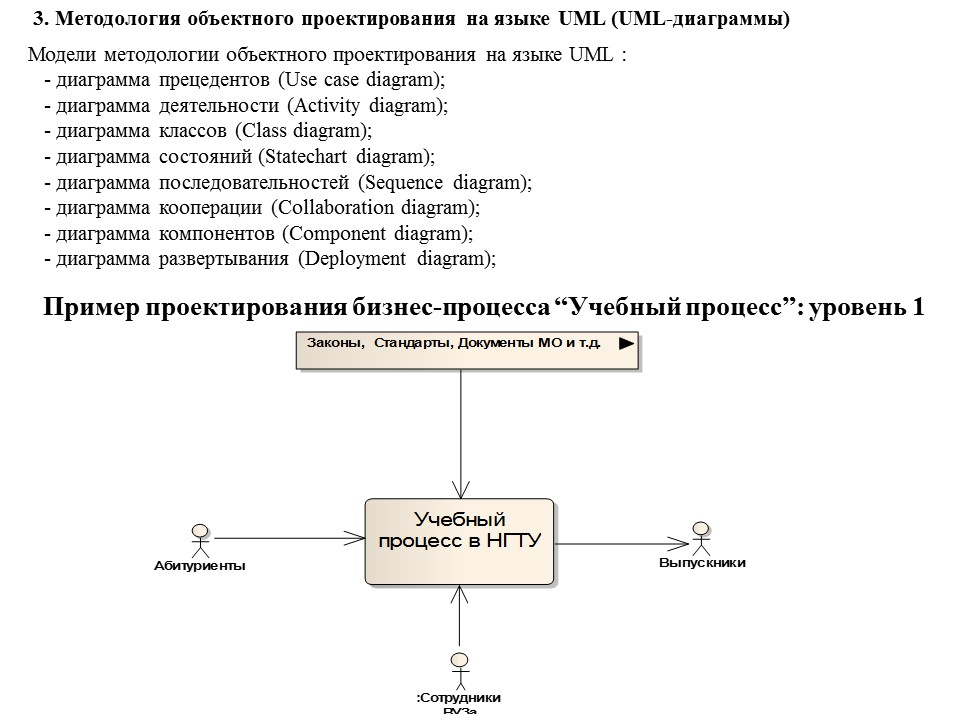 3. Методология объектного проектирования на языке UML (UML-диаграммы)
Модели методологии объектного проектирования на языке UML :
- диаграмма прецедентов (Use case diagram);
- диаграмма деятельности (Activity diagram);
- диаграмма классов (Class diagram);
- диаграмма состояний (Statechart diagram);
- диаграмма последовательностей (Sequence diagram);
- диаграмма кооперации (Collaboration diagram);
- диаграмма компонентов (Component diagram);
- диаграмма развертывания (Deployment diagram);
Пример проектирования бизнес-процесса “Учебный процесс”: уровень 1
Законы, Стандарты, Документы МО и т.д.
Учебный
процесс в НГТУ
Абитуриенты
Выпускники
:Сотрудники
ВУЗа